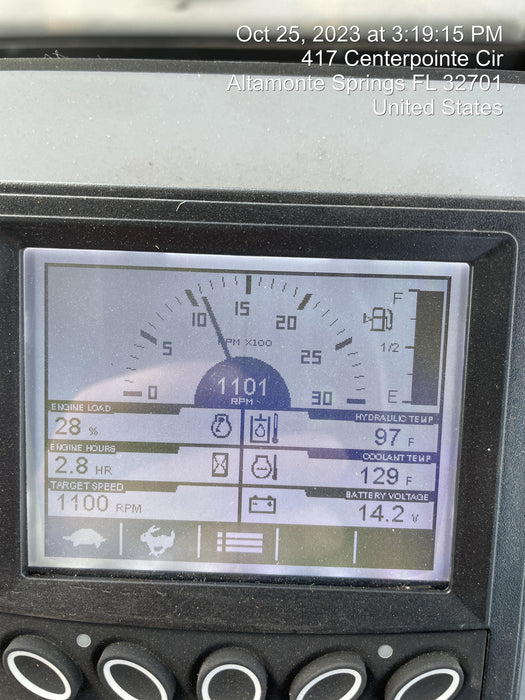 Oct 25, 2023 at 3:19:15 PM
417 Centerpointe Cir
Altamonte Springs FL 32701
United States
0 5 10 15 20 25 30
RPM X100
1101
RPM
F
1/2
E
ENGINE LOAD
28 %
HYDRAULIC TEMP
97 F
ENGINE HOURS
2.8 HR
COOLANT TEMP
129 F
TARGET SPEED
1100 RPM
BATTERY VOLTAGE
14.2 V